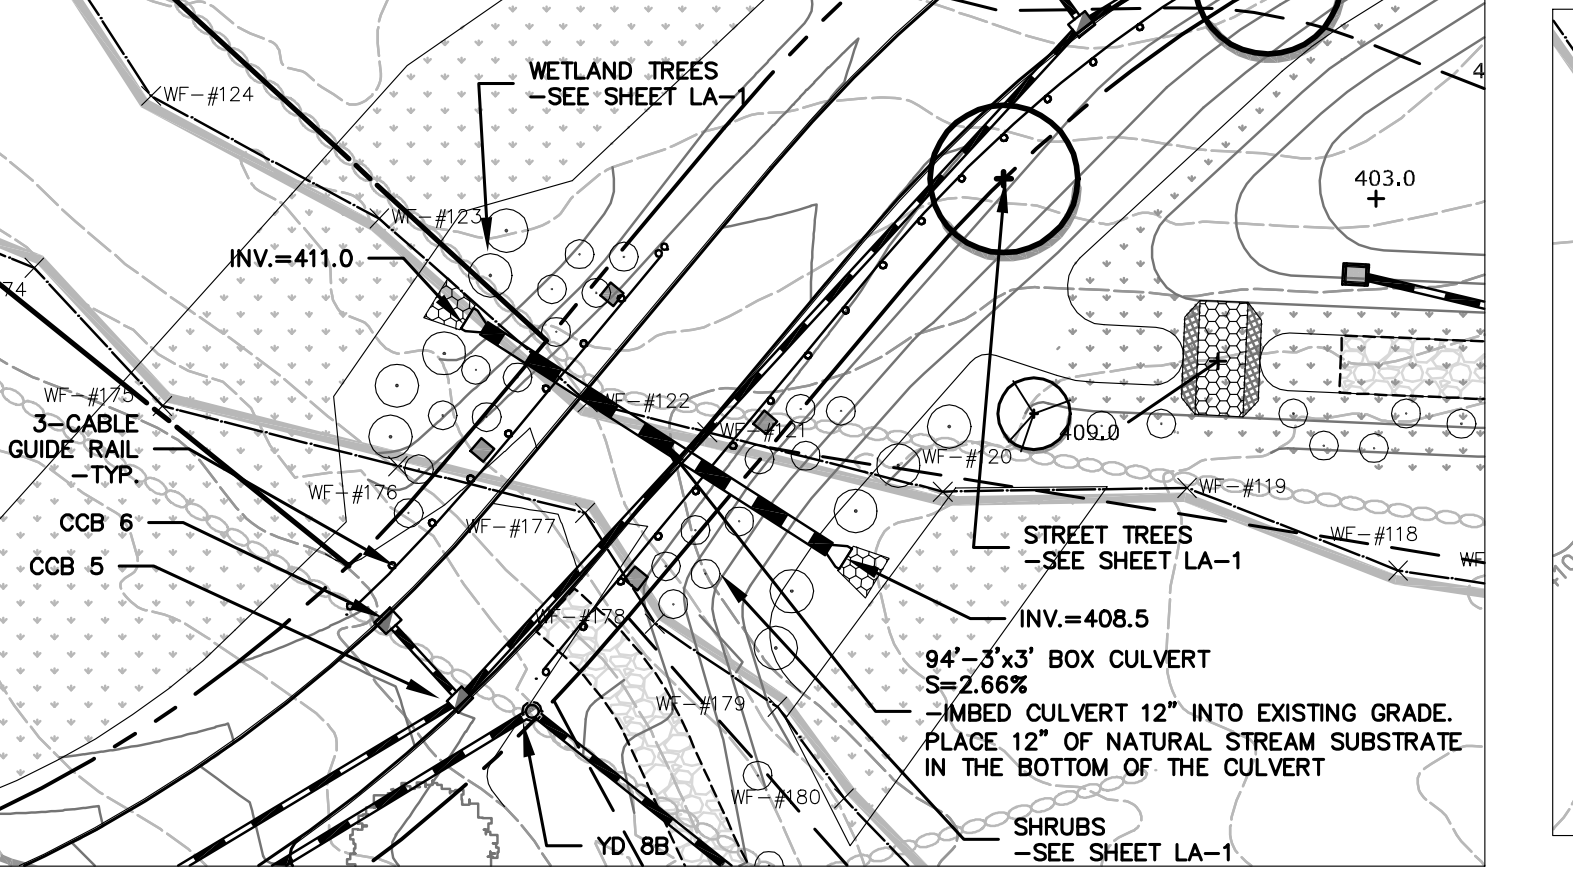 WETLAND TREES
-SEE SHEET LA-1
WF-#124
403.0
WF-#123
INV.=411.0
74
WF-#175
WF-#122
3-CABLE
GUIDE RAIL
-TYP.
WF-#121
409.0
WF-#120
WF-#176
WF-#119
CCB 6
WF-#177
STREET TREES
-SEE SHEET LA-1
WF-#118
WF
CCB 5
WF-#178
INV.=408.5
94'-3'x3' BOX CULVERT
S=2.66%
-IMBED CULVERT 12" INTO EXISTING GRADE.
PLACE 12" OF NATURAL STREAM SUBSTRATE
IN THE BOTTOM OF THE CULVERT
WF-#179
WF-#180
SHRUBS
-SEE SHEET LA-1
YD 8B